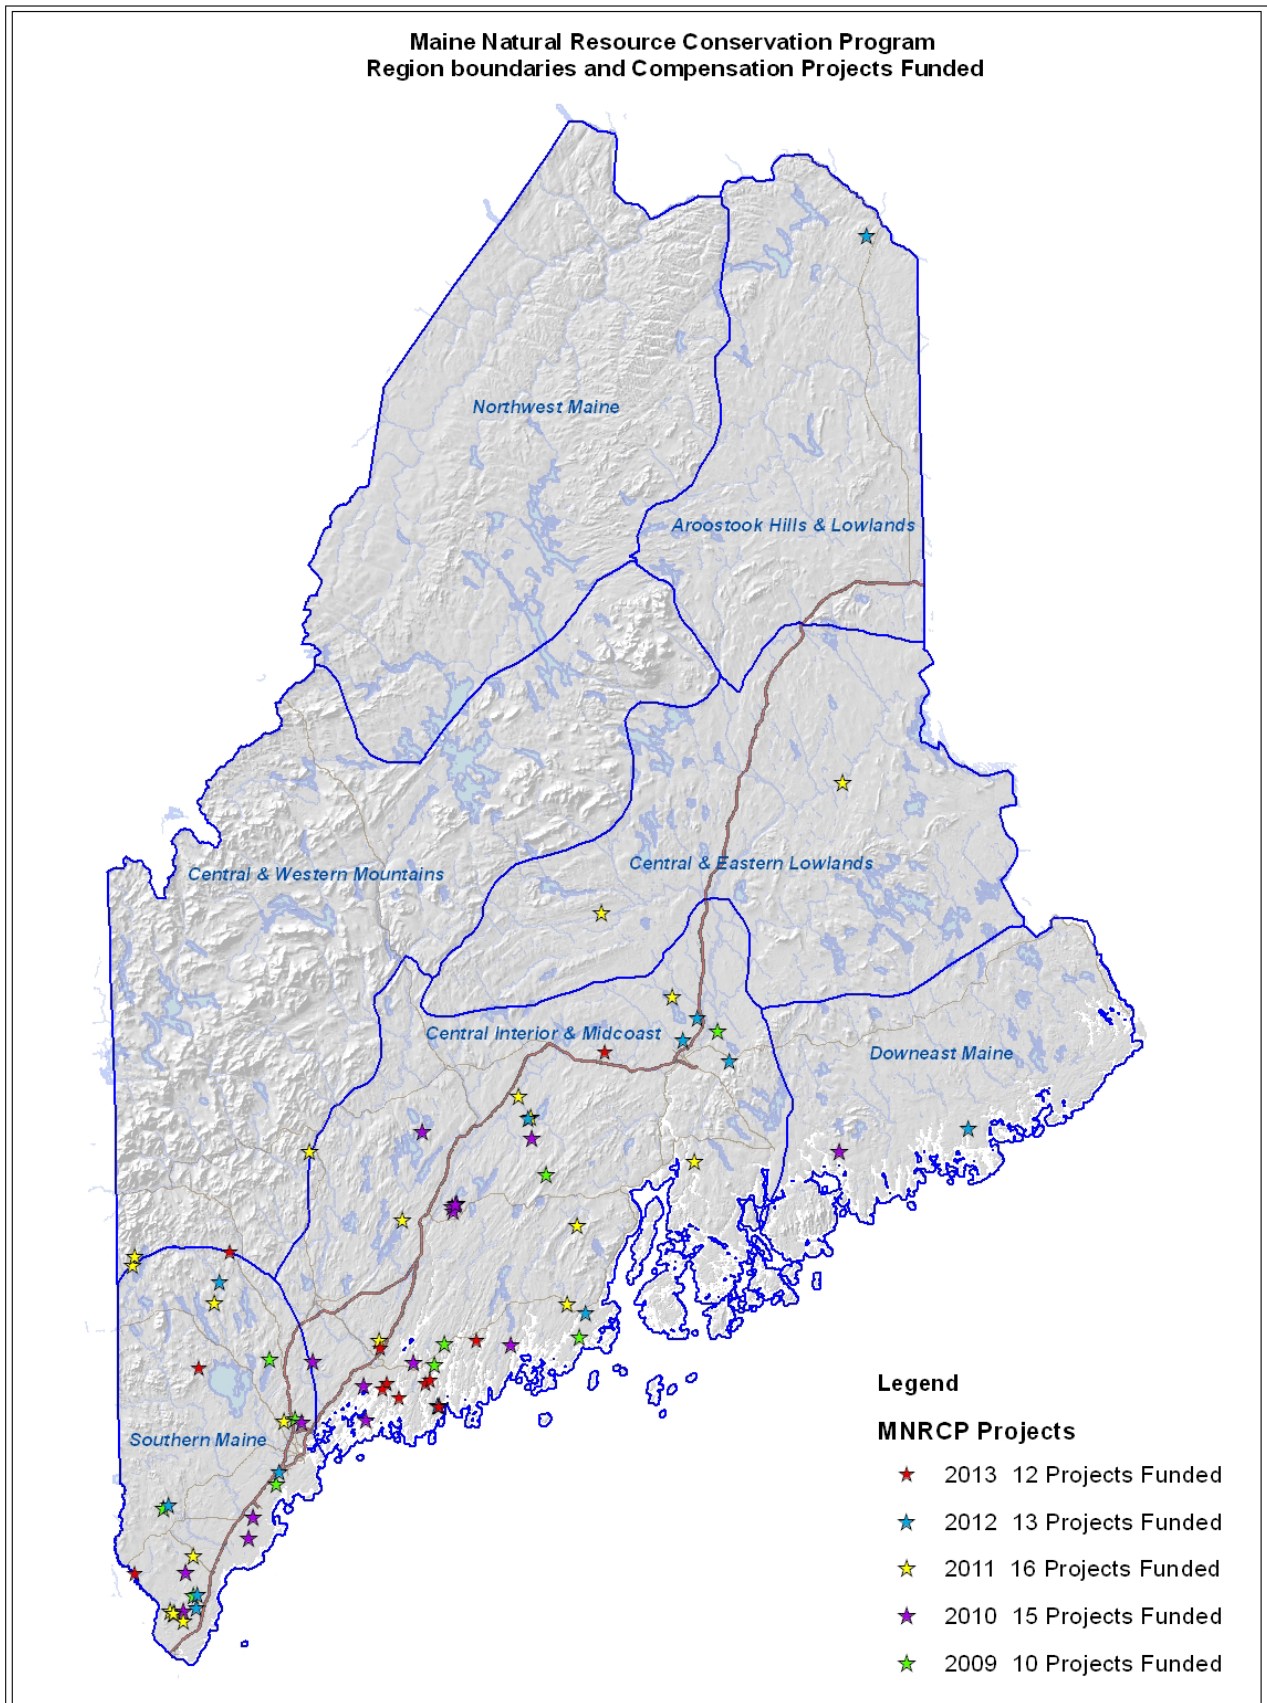 Maine Natural Resource Conservation Program
Region boundaries and Compensation Projects Funded
Northwest Maine
Aroostook Hills & Lowlands
Central & Eastern Lowlands
Central & Western Mountains
Central Interior & Midcoast
Downeast Maine
Southern Maine
Legend
MNRCP Projects
2013 12 Projects Funded
2012 13 Projects Funded
2011 16 Projects Funded
2010 15 Projects Funded
2009 10 Projects Funded